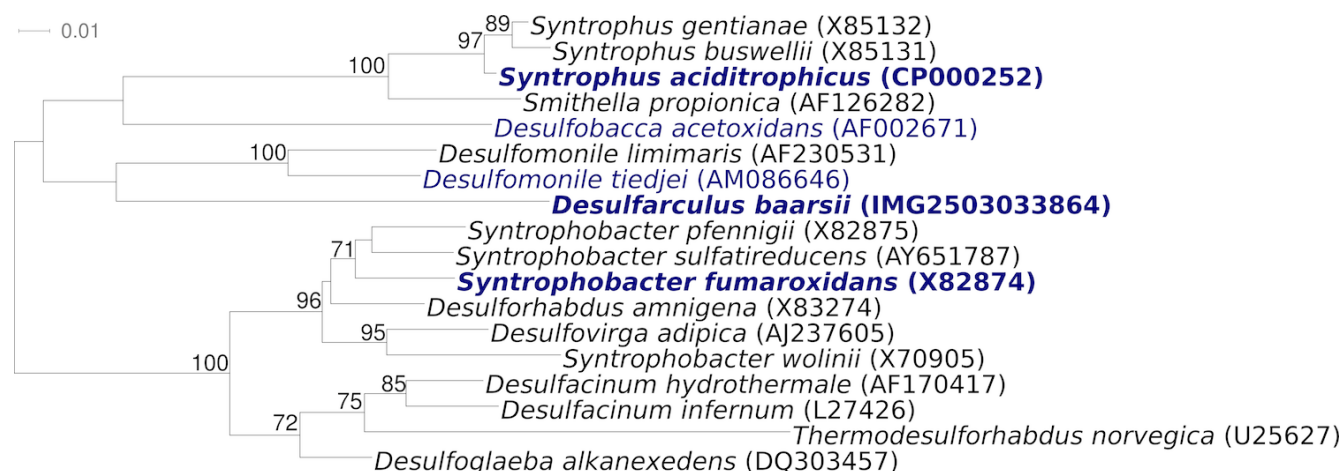 0.01
89
Syntrophus gentianae (X85132)
97
Syntrophus buswellii (X85131)
100
Syntrophus aciditrophicus (CP000252)
Smithella propionica (AF126282)
Desulfobacca acetoxidans (AF002671)
100
Desulfomonile limimaris (AF230531)
Desulfomonile tiedjei (AM086646)
Desulfarculus baarsii (IMG2503033864)
Syntrophobacter pfennigii (X82875)
71
Syntrophobacter sulfatireducens (AY651787)
Syntrophobacter fumaroxidans (X82874)
96
Desulforhabdus amnigena (X83274)
95
Desulfovirga adipica (AJ237605)
Syntrophobacter wolinii (X70905)
100
85
Desulfacinum hydrothermale (AF170417)
75
Desulfacinum infernum (L27426)
72
Thermodesulforhabdus norvegica (U25627)
Desulfoglaeba alkanexedens (DQ303457)